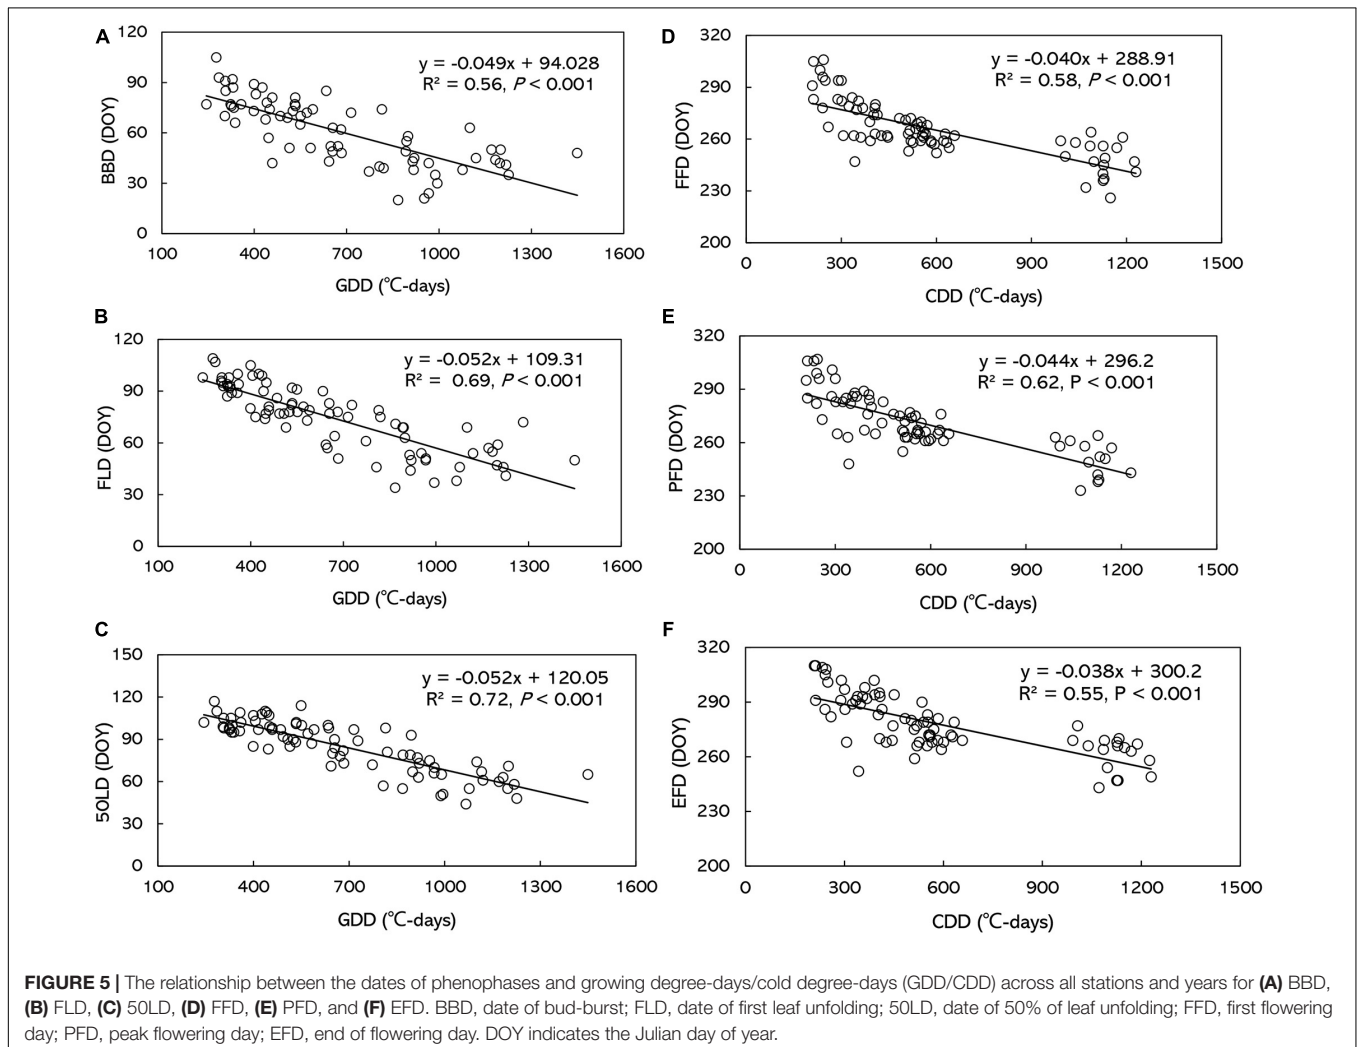 A
120
90
60
30
0
BBD (DOY)
y = -0.049x + 94.028
R² = 0.56, P < 0.001
100 400 700 1000 1300 1600
GDD (℃-days)
B
120
90
60
30
0
FLD (DOY)
y = -0.052x + 109.31
R² = 0.69, P < 0.001
100 400 700 1000 1300 1600
GDD (℃-days)
C
150
120
90
60
30
0
50LD (DOY)
y = -0.052x + 120.05
R² = 0.72, P < 0.001
100 400 700 1000 1300 1600
GDD (℃-days)
D
320
290
260
230
200
FFD (DOY)
y = -0.040x + 288.91
R² = 0.58, P < 0.001
0 300 600 900 1200 1500
CDD (℃-days)
E
320
290
260
230
200
PFD (DOY)
y = -0.044x + 296.2
R² = 0.62, P < 0.001
0 300 600 900 1200 1500
CDD (℃-days)
F
320
290
260
230
200
EFD (DOY)
y = -0.038x + 300.2
R² = 0.55, P < 0.001
0 300 600 900 1200 1500
CDD (℃-days)
FIGURE 5 | The relationship between the dates of phenophases and growing degree-days/cold degree-days (GDD/CDD) across all stations and years for (A) BBD,
(B) FLD, (C) 50LD, (D) FFD, (E) PFD, and (F) EFD. BBD, date of bud-burst; FLD, date of first leaf unfolding; 50LD, date of 50% of leaf unfolding; FFD, first flowering
day; PFD, peak flowering day; EFD, end of flowering day. DOY indicates the Julian day of year.